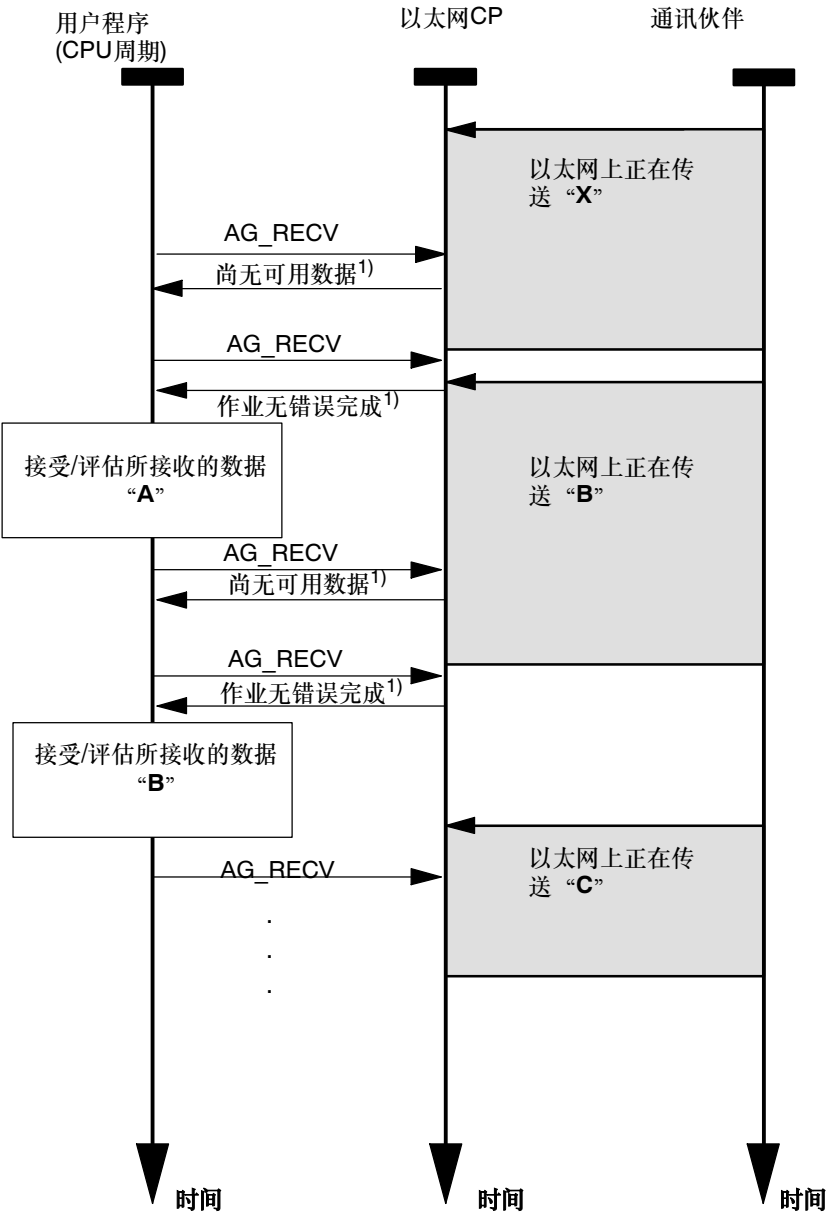 用户程序
(CPU周期)
以太网CP
通讯伙伴
以太网上正在传
送 “X”
AG_RECV
尚无可用数据1)
AG_RECV
作业无错误完成1)
接受/评估所接收的数据
“A”
以太网上正在传
送 “B”
AG_RECV
尚无可用数据1)
AG_RECV
作业无错误完成1)
接受/评估所接收的数据
“B”
以太网上正在传
送 “C”
AG_RECV
.
.
.
时间
时间
时间